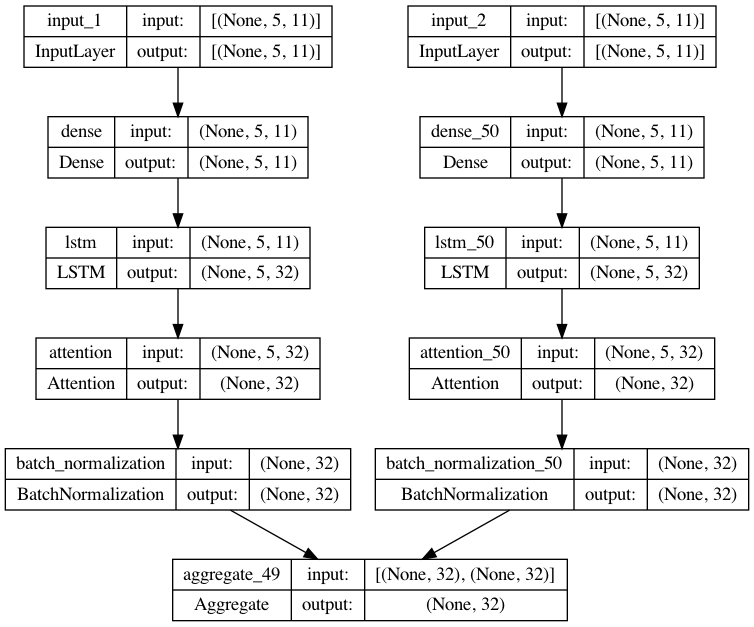 input_1 input: [(None, 5, 11)]
InputLayer output: [(None, 5, 11)]
input_2 input: [(None, 5, 11)]
InputLayer output: [(None, 5, 11)]
dense input: (None, 5, 11)
Dense output: (None, 5, 11)
dense_50 input: (None, 5, 11)
Dense output: (None, 5, 11)
lstm input: (None, 5, 11)
LSTM output: (None, 5, 32)
lstm_50 input: (None, 5, 11)
LSTM output: (None, 5, 32)
attention input: (None, 5, 32)
Attention output: (None, 32)
attention_50 input: (None, 5, 32)
Attention output: (None, 32)
batch_normalization input: (None, 32)
BatchNormalization output: (None, 32)
batch_normalization_50 input: (None, 32)
BatchNormalization output: (None, 32)
aggregate_49 input: [(None, 32), (None, 32)]
Aggregate output: (None, 32)